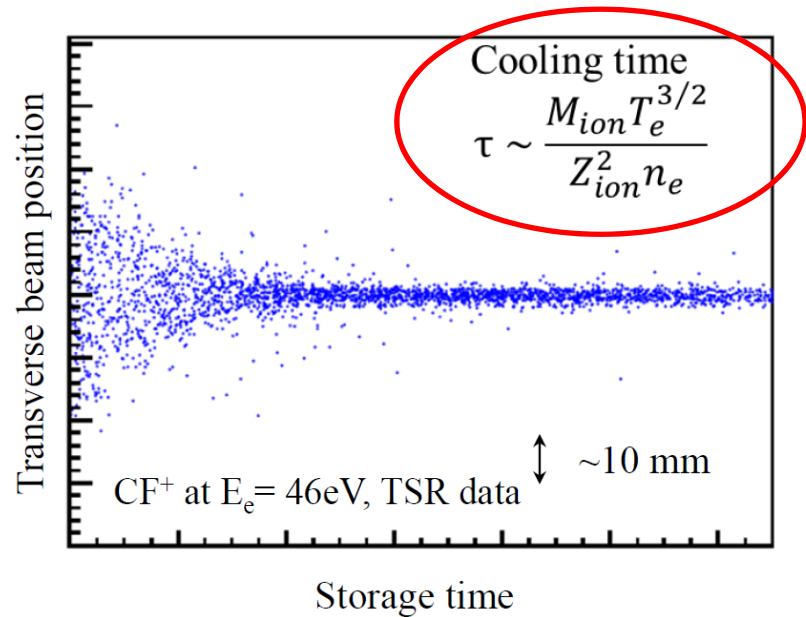 Cooling time
τ ~ M_ion T_e^{3/2} / Z_ion^2 n_e
Transverse beam position
~10 mm
CF⁺ at Eₑ= 46eV, TSR data
Storage time